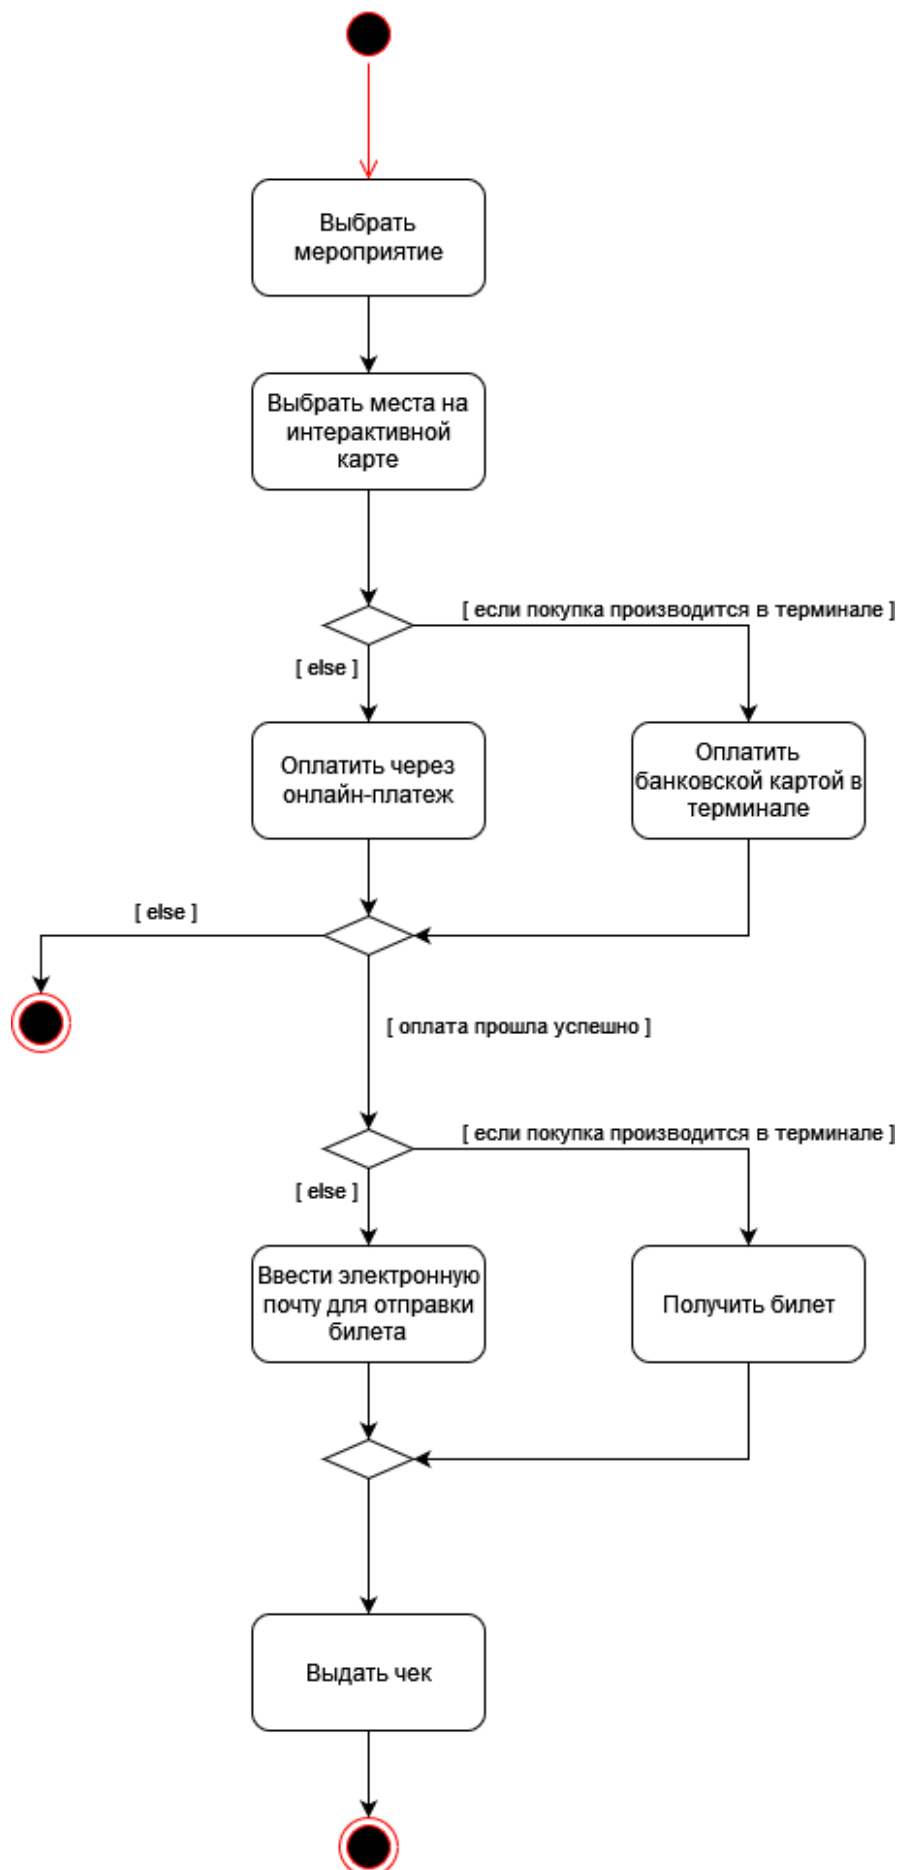 Выбрать
мероприятие
Выбрать места на
интерактивной
карте
[ если покупка производится в терминале ]
[ else ]
Оплатить через
онлайн-платеж
Оплатить
банковской картой в
терминале
[ else ]
[ оплата прошла успешно ]
[ если покупка производится в терминале ]
[ else ]
Ввести электронную
почту для отправки
билета
Получить билет
Выдать чек